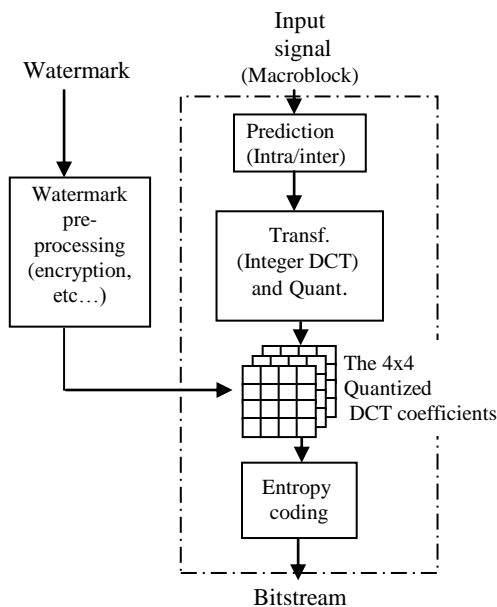 Input
signal
(Macroblock)
Watermark
Prediction
(Intra/inter)
Watermark
pre-
processing
(encryption,
etc…)
Transf.
(Integer DCT)
and Quant.
The 4x4
Quantized
DCT coefficients
Entropy
coding
Bitstream